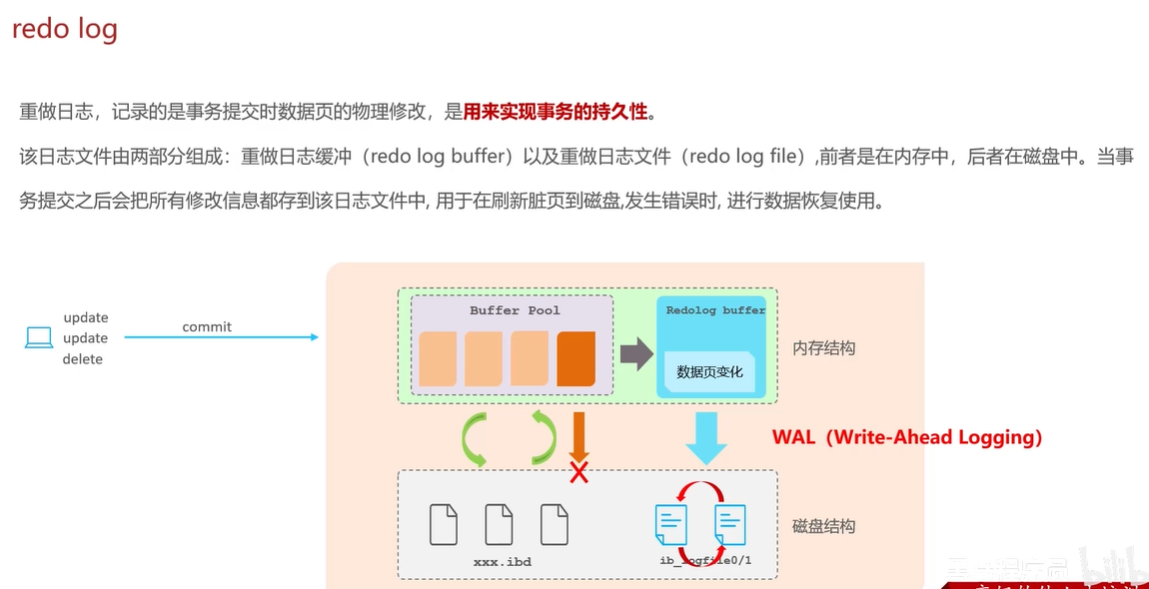 redo log
重做日志，记录的是事务提交时数据页的物理修改，是用来实现事务的持久性。
该日志文件由两部分组成：重做日志缓冲（redo log buffer）以及重做日志文件（redo log file）,前者是在内存中，后者在磁盘中。当事
务提交之后会把所有修改信息都存到该日志文件中, 用于在刷新脏页到磁盘,发生错误时, 进行数据恢复使用。
update
update
delete
commit
Buffer Pool
Redolog buffer
数据页变化
内存结构
WAL（Write-Ahead Logging）
xxx.ibd
ib_logfile0/1
磁盘结构